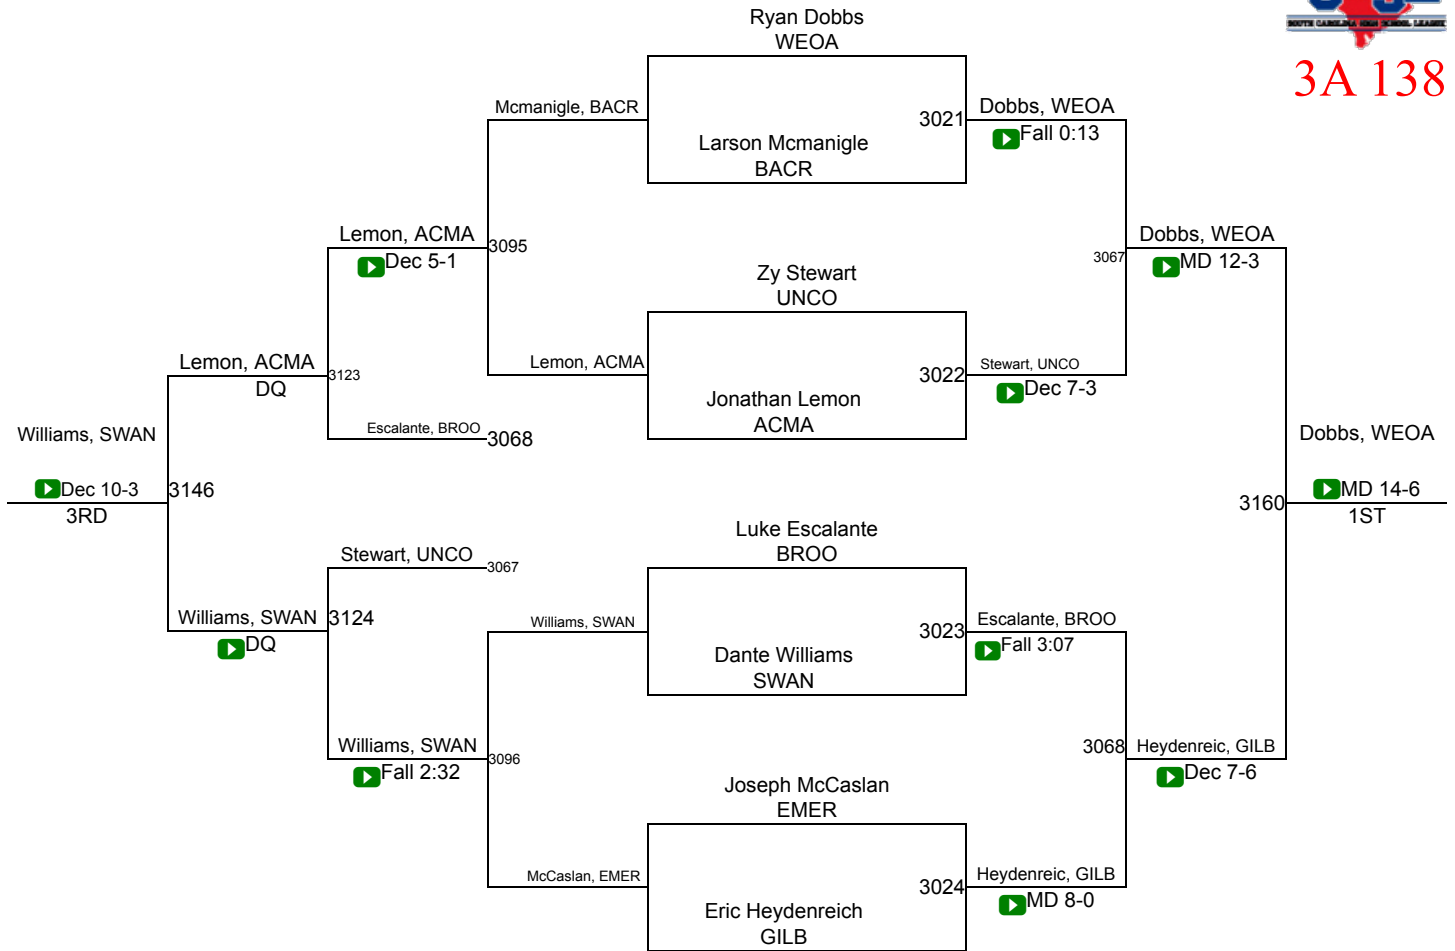 SOUTH CAROLINA HIGH SCHOOL LEAGUE
3A 138
Ryan Dobbs
WEOA
Mcmanigle, BACR
3021
Dobbs, WEOA
Fall 0:13
Larson Mcmanigle
BACR
Lemon, ACMA
Dec 5-1
3095
3067
Dobbs, WEOA
MD 12-3
Zy Stewart
UNCO
Lemon, ACMA
DQ
3123
Lemon, ACMA
3022
Stewart, UNCO
Dec 7-3
Jonathan Lemon
ACMA
Escalante, BROO
3068
Williams, SWAN
Dec 10-3
3RD
3146
Dobbs, WEOA
3160
MD 14-6
1ST
Luke Escalante
BROO
Stewart, UNCO
3067
Williams, SWAN
DQ
3124
Williams, SWAN
3023
Escalante, BROO
Fall 3:07
Dante Williams
SWAN
Williams, SWAN
Fall 2:32
3096
3068
Heydenreic, GILB
Dec 7-6
Joseph McCaslan
EMER
McCaslan, EMER
3024
Heydenreic, GILB
MD 8-0
Eric Heydenreich
GILB